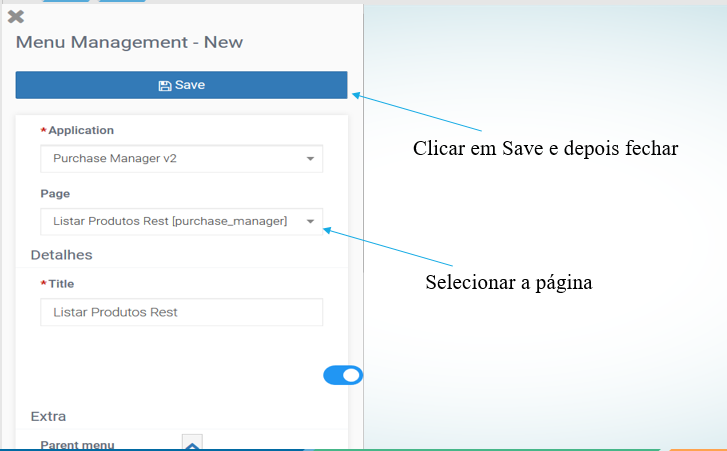 Menu Management - New
Save
Clicar em Save e depois fechar
* Application
Purchase Manager v2
Page
Listar Produtos Rest [purchase_manager]
Selecionar a página
Detalhes
* Title
Listar Produtos Rest
Extra
Parent menu